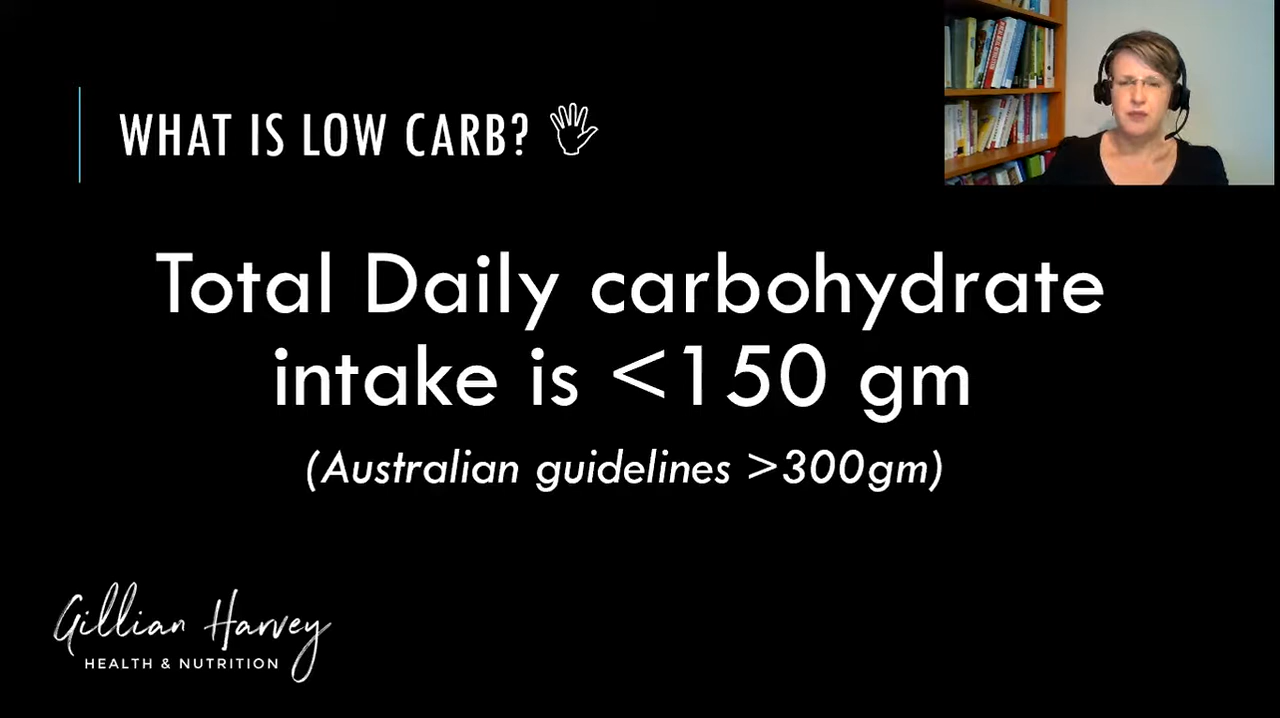 WHAT IS LOW CARB? 🖐
Total Daily carbohydrate
intake is <150 gm
(Australian guidelines >300gm)
Gillian Harvey
HEALTH & NUTRITION